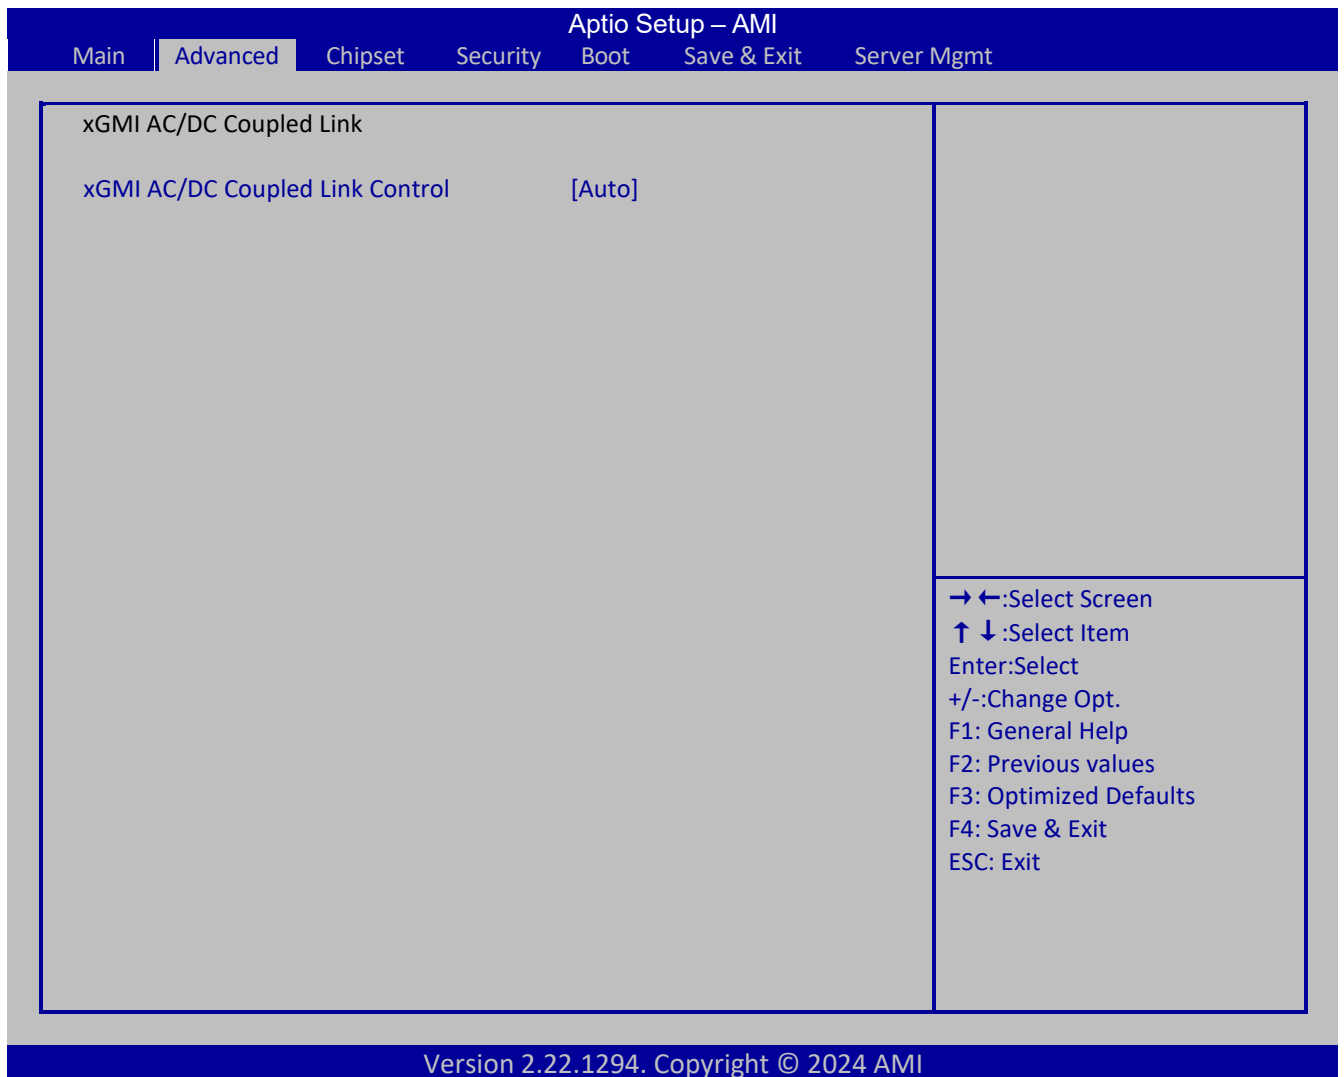 Aptio Setup – AMI
Main Advanced Chipset Security Boot Save & Exit Server Mgmt
xGMI AC/DC Coupled Link
xGMI AC/DC Coupled Link Control [Auto]
→ ←:Select Screen
↑ ↓ :Select Item
Enter:Select
+/-:Change Opt.
F1: General Help
F2: Previous values
F3: Optimized Defaults
F4: Save & Exit
ESC: Exit
Version 2.22.1294. Copyright © 2024 AMI